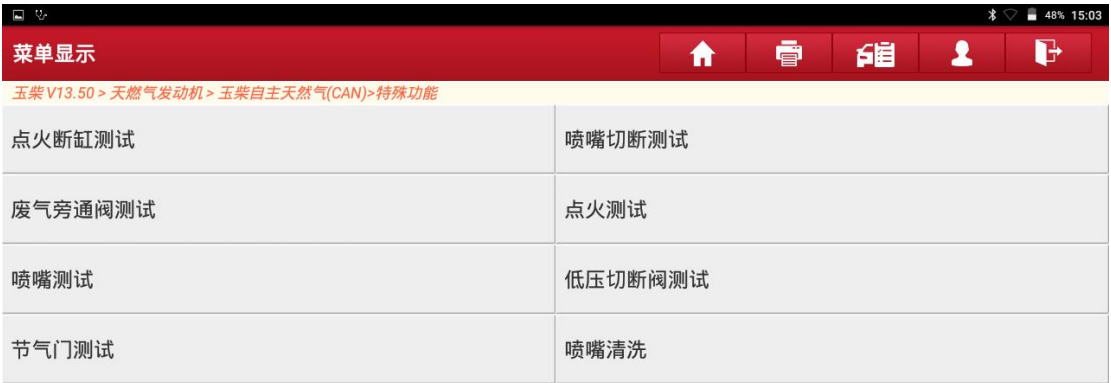 48% 15:03
菜单显示
玉柴 V13.50 > 天燃气发动机 > 玉柴自主天然气(CAN)>特殊功能
点火断缸测试
喷嘴切断测试
废气旁通阀测试
点火测试
喷嘴测试
低压切断阀测试
节气门测试
喷嘴清洗